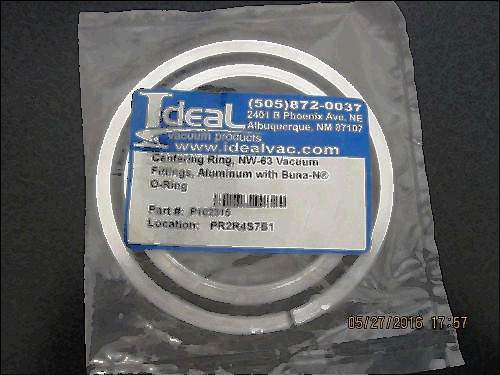 Ideal
vacuum products
(505)872-0037
2401 B Phoenix Ave. NE
Albuquerque, NM 87107
www.idealvac.com
Centering Ring, NW-63 Vacuum
Fittings, Aluminum with Buna-N®
O-Ring
Part #: P102315
Location: PR2R4S7B1
05/27/2016 17:57